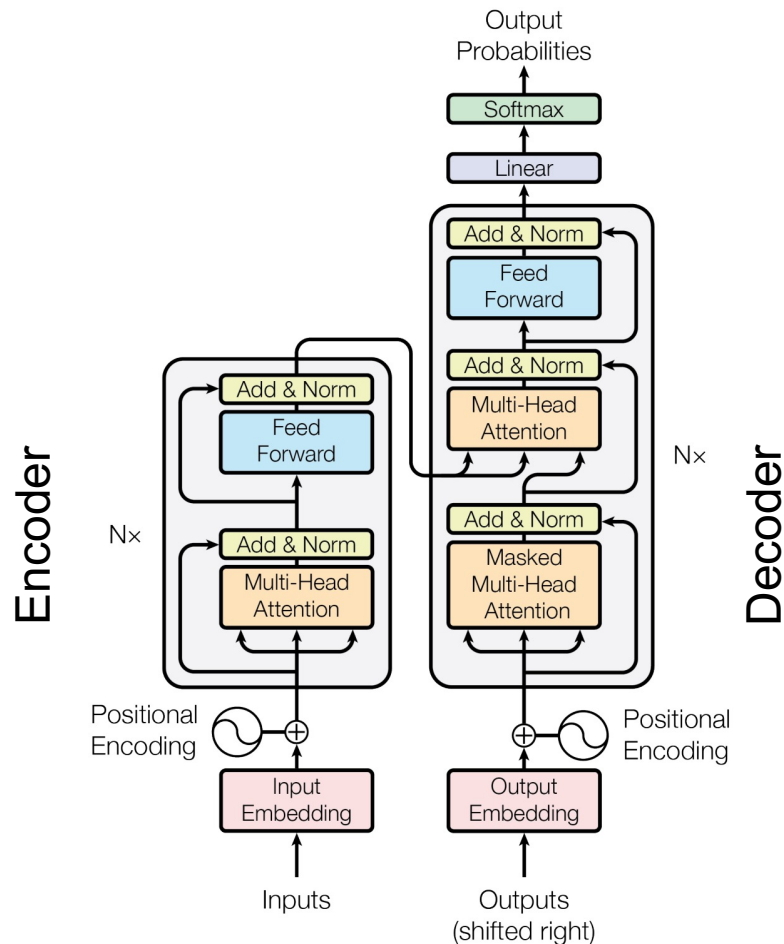 Output
Probabilities
Softmax
Linear
Add & Norm
Feed
Forward
Add & Norm
Multi-Head
Attention
Add & Norm
Masked
Multi-Head
Attention
Nx
Decoder
Encoder
Nx
Add & Norm
Feed
Forward
Add & Norm
Multi-Head
Attention
Positional
Encoding
Input
Embedding
Inputs
Positional
Encoding
Output
Embedding
Outputs
(shifted right)